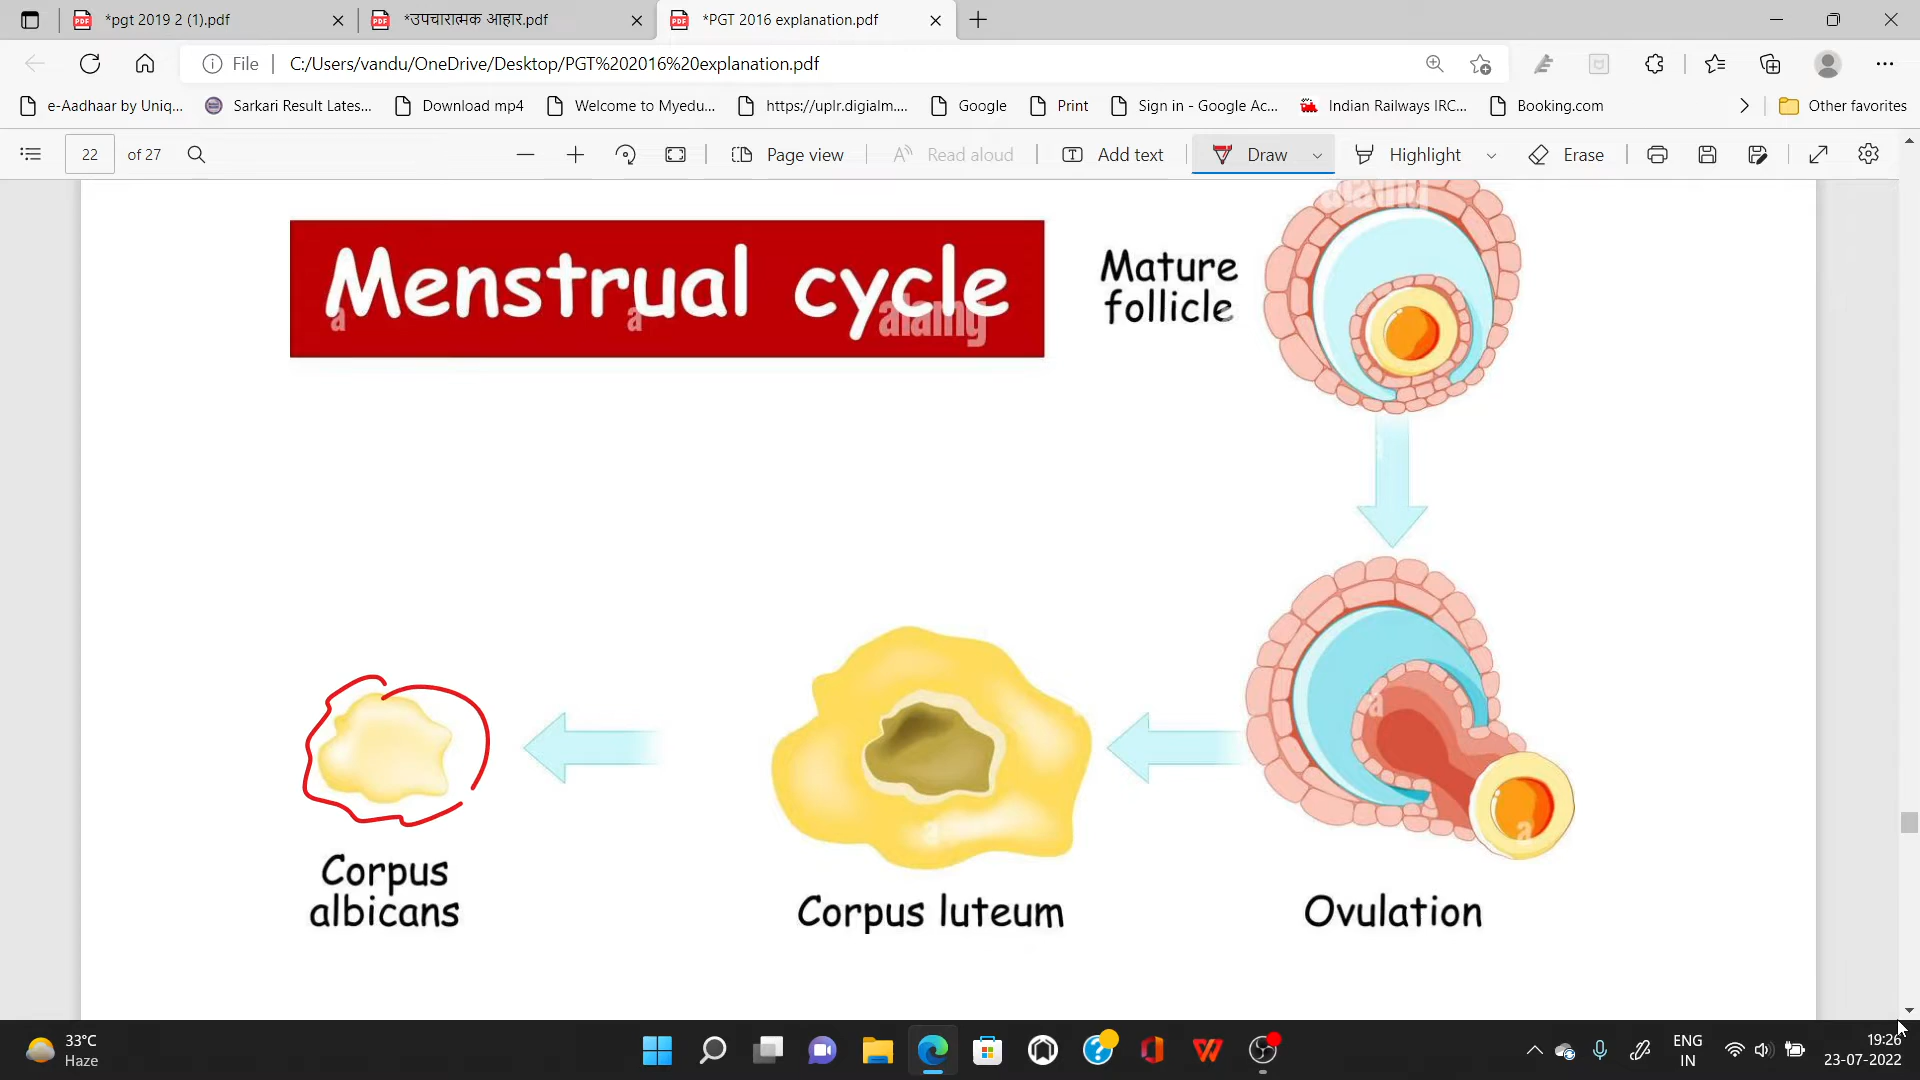 *pgt 2019 2 (1).pdf
*उपचारात्मक आहार.pdf
*PGT 2016 explanation.pdf
File
C:/Users/vandu/OneDrive/Desktop/PGT%202016%20explanation.pdf
e-Aadhaar by Uniq...
Sarkari Result Lates...
Download mp4
Welcome to Myedu...
https://uplr.digialm....
Google
Print
Sign in - Google Ac...
Indian Railways IRC...
Booking.com
Other favorites
22 of 27
Page view
Read aloud
Add text
Draw
Highlight
Erase
alamy
Menstrual cycle
a a alamy
Mature
follicle
a
a
a
Corpus
albicans
Corpus luteum
Ovulation
33°C
Haze
ENG
IN
19:26
23-07-2022